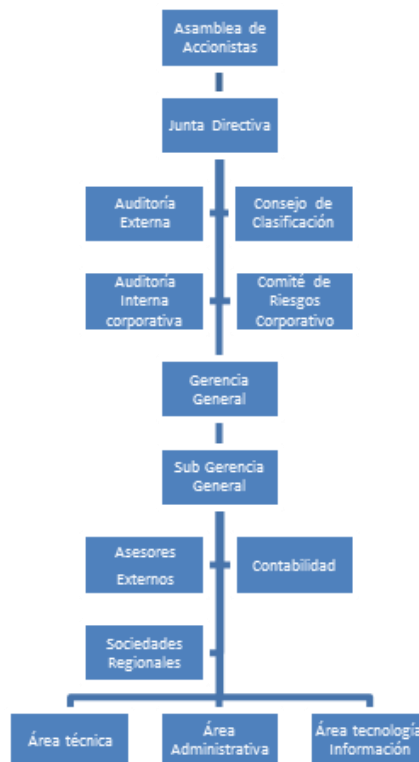 Asamblea de
Accionistas
Junta Directiva
Auditoría
Externa
Consejo de
Clasificación
Auditoría
Interna
corporativa
Comité de
Riesgos
Corporativo
Gerencia
General
Sub Gerencia
General
Asesores
Externos
Contabilidad
Sociedades
Regionales
Área técnica
Área
Administrativa
Área tecnología
Información